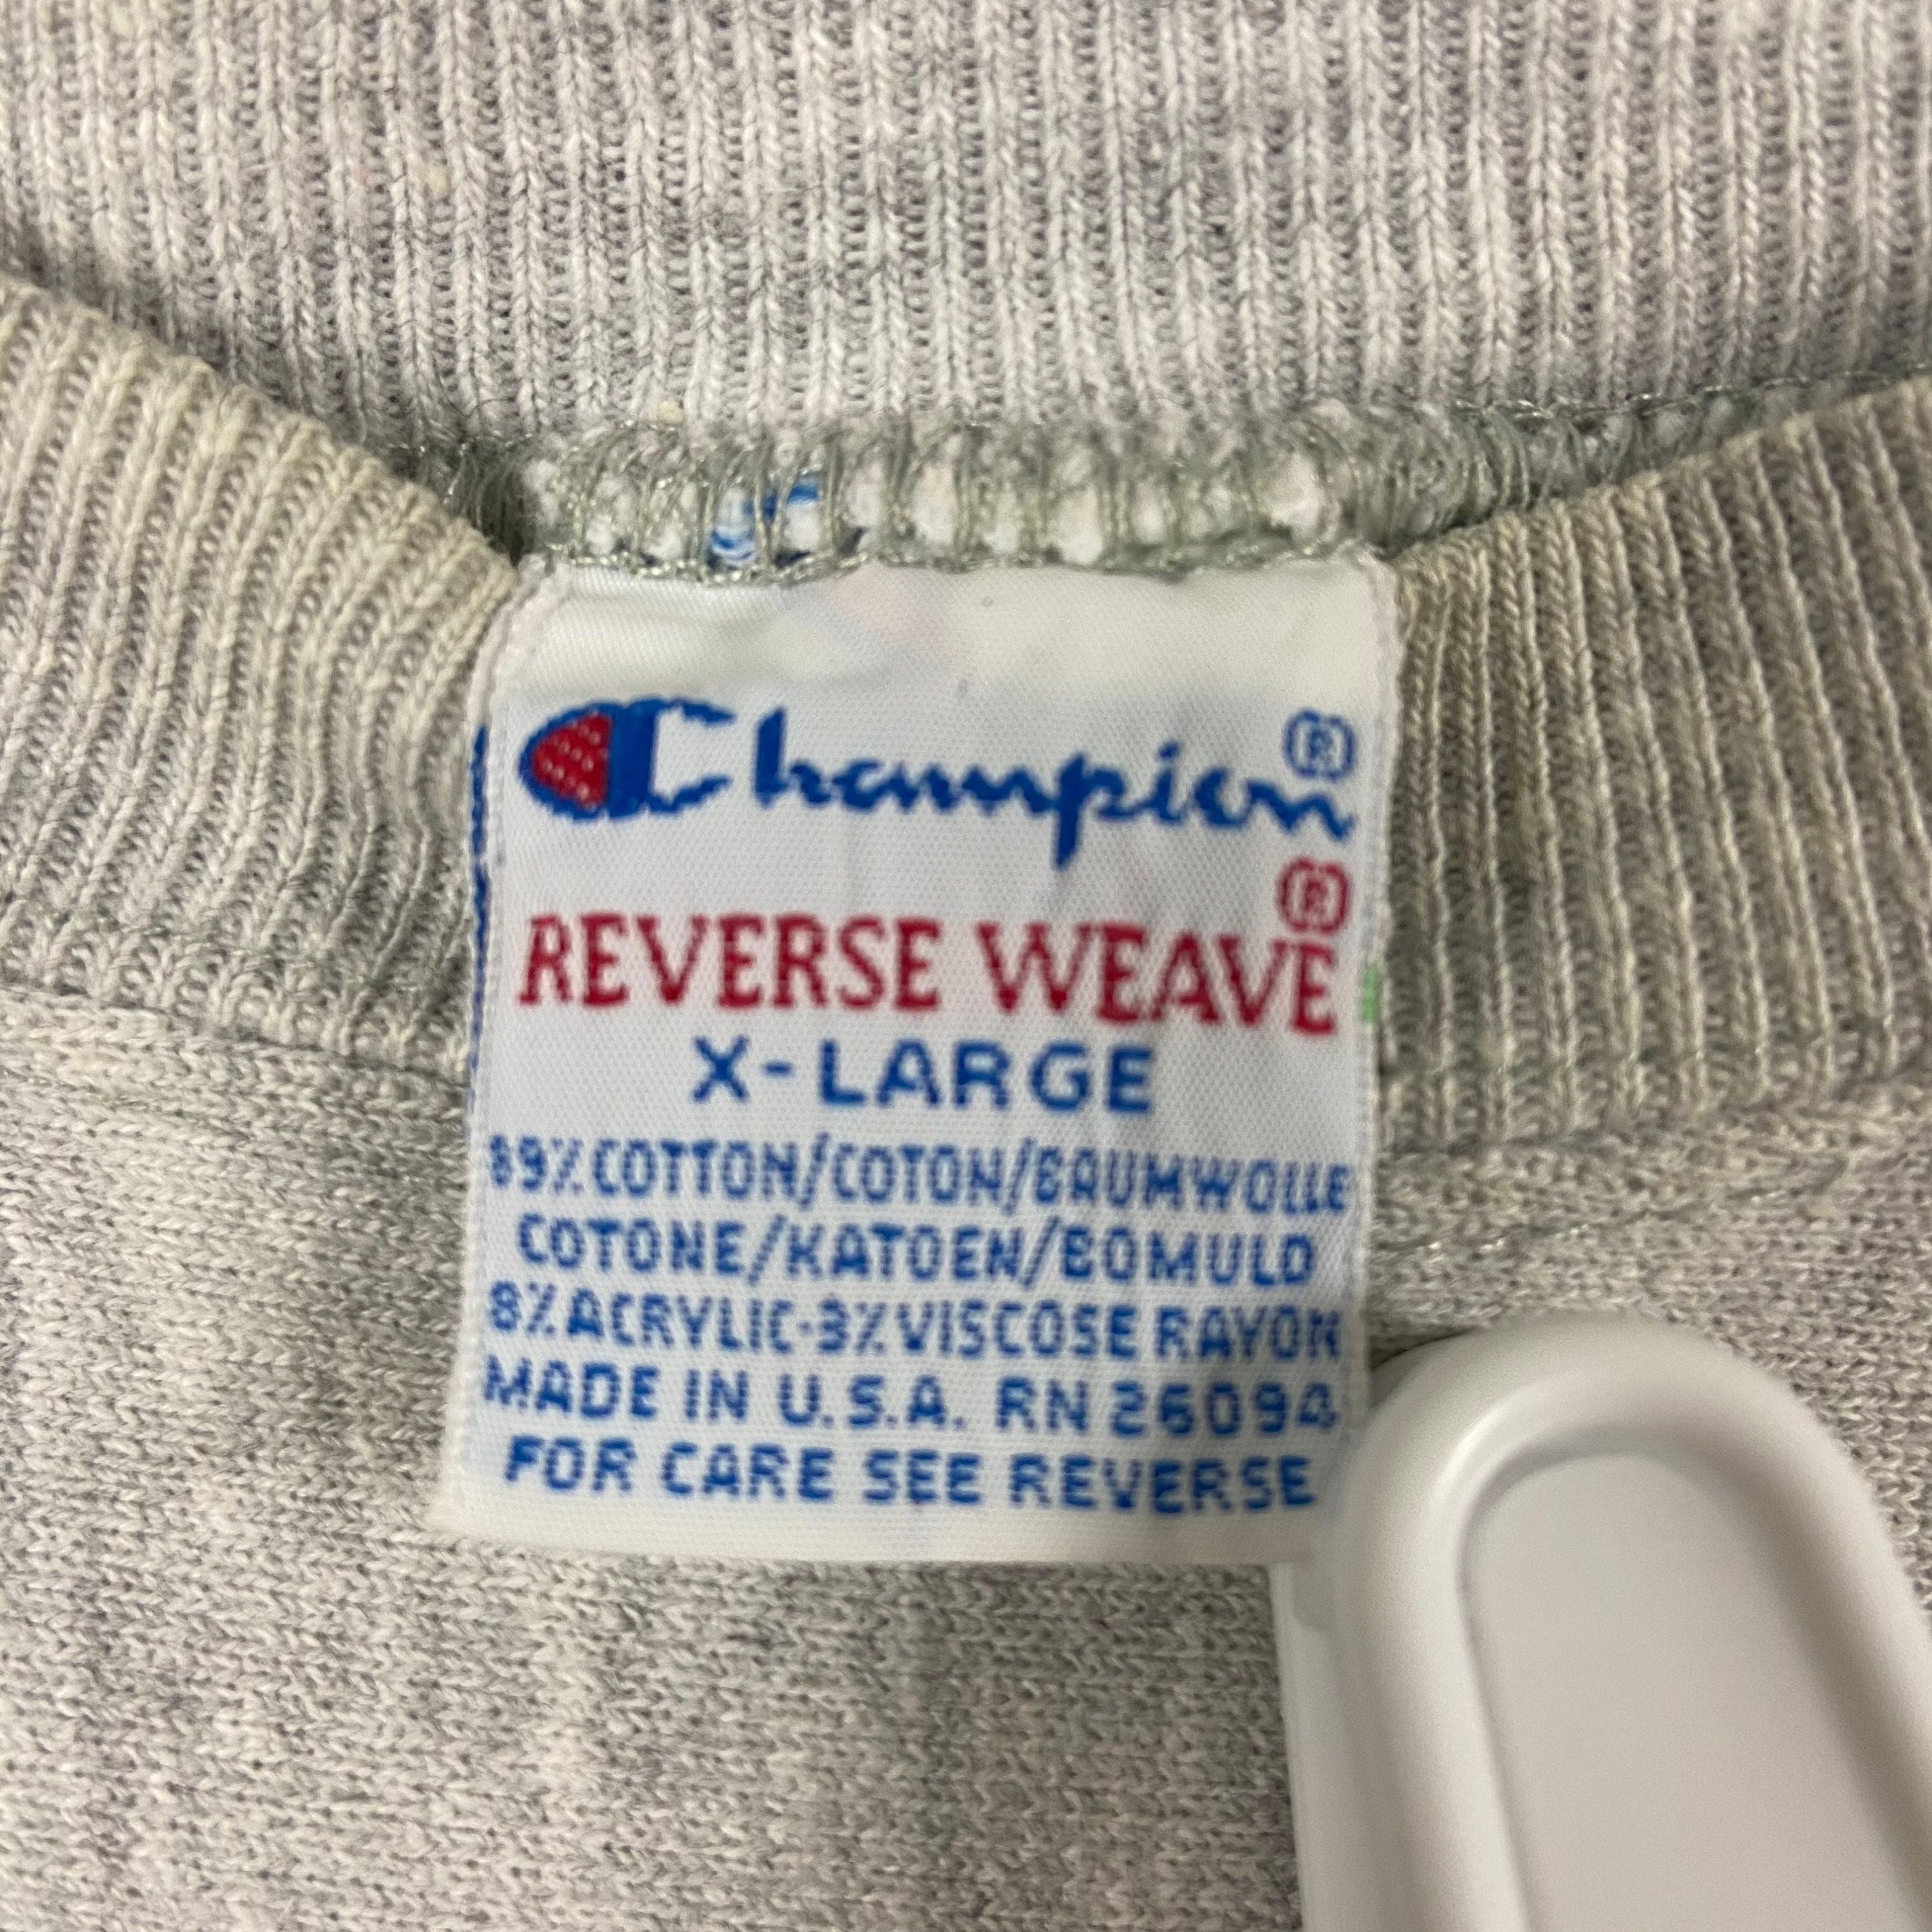 Champion®
REVERSE WEAVE®
X-LARGE
89% COTTON/COTON/BAUMWOLLE
COTONE/KATOEN/BOMULD
8% ACRYLIC-3% VISCOSE RAYON
MADE IN U.S.A. RN 26094
FOR CARE SEE REVERSE